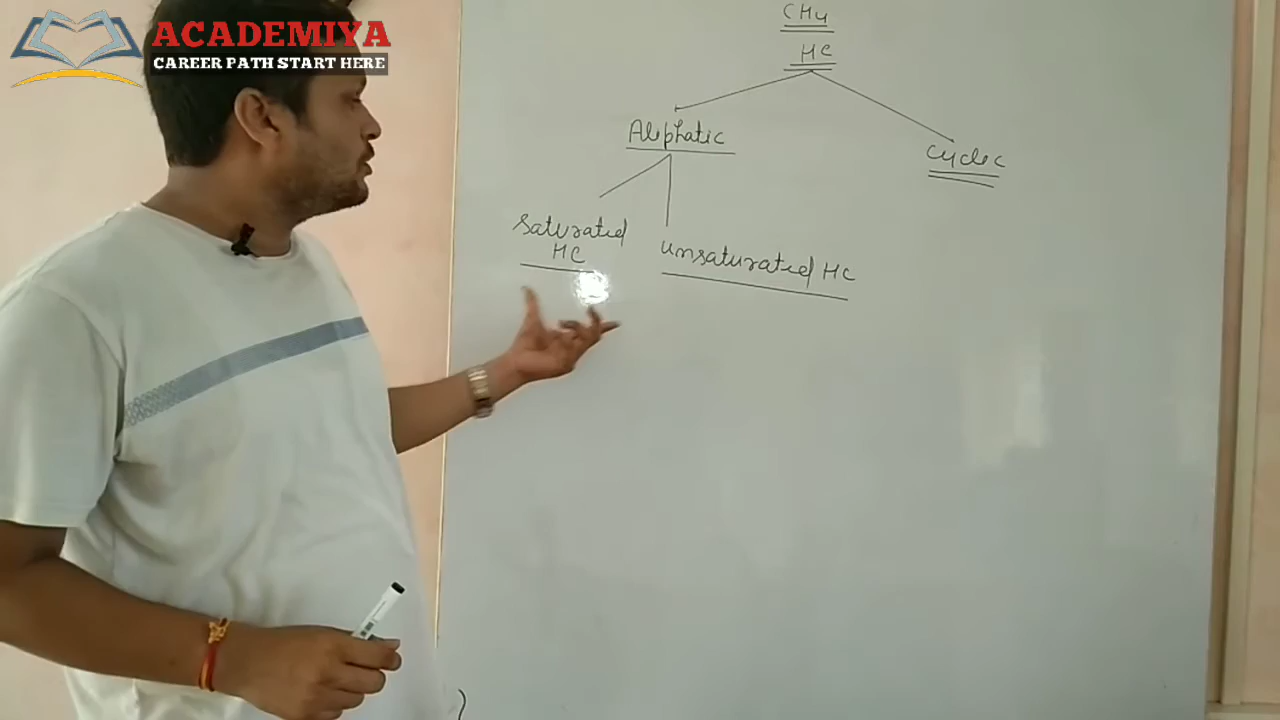 ACADEMIYA
CAREER PATH START HERE
CH4
HC
Aliphatic
Cyclic
Saturated
HC
Unsaturated HC